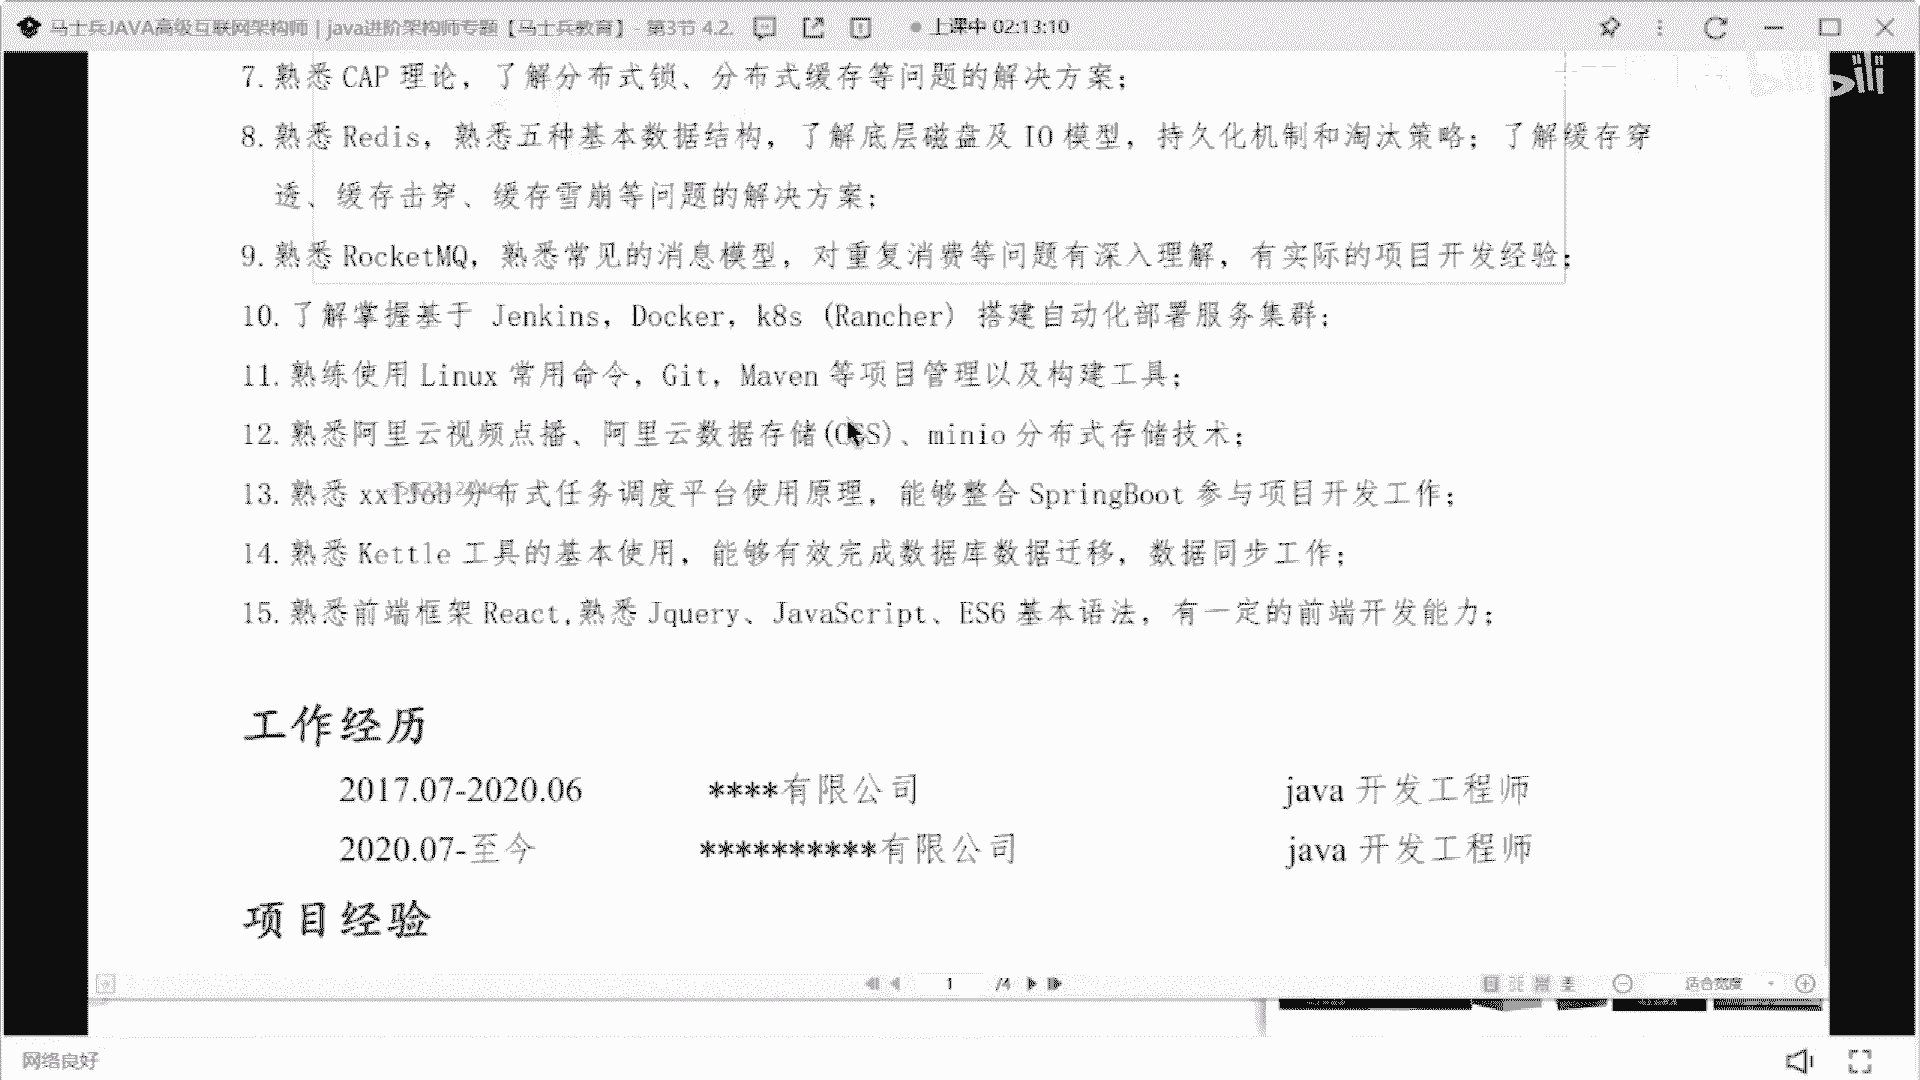 马士兵JAVA高级互联网架构师 | java进阶架构师专题【马士兵教育】 - 第3节 4.2. 上课中 02:13:10
7.熟悉 CAP 理论，了解分布式锁、分布式缓存等问题的解决方案；
8.熟悉 Redis，熟悉五种基本数据结构，了解底层磁盘及 IO 模型，持久化机制和淘汰策略；了解缓存穿
透、缓存击穿、缓存雪崩等问题的解决方案；
9.熟悉 RocketMQ，熟悉常见的消息模型，对重复消费等问题有深入理解，有实际的项目开发经验；
10.了解掌握基于 Jenkins，Docker，k8s（Rancher）搭建自动化部署服务集群；
11.熟练使用 Linux 常用命令，Git，Maven 等项目管理以及构建工具；
12.熟悉阿里云视频点播、阿里云数据存储(OSS)、minio 分布式存储技术；
13.熟悉 xxlJob 分布式任务调度平台使用原理，能够整合 SpringBoot 参与项目开发工作；
14.熟悉 Kettle 工具的基本使用，能够有效完成数据库数据迁移，数据同步工作；
15.熟悉前端框架 React,熟悉 Jquery、JavaScript、ES6 基本语法，有一定的前端开发能力；
工作经历
2017.07-2020.06 ****有限公司 java 开发工程师
2020.07-至今 **********有限公司 java 开发工程师
项目经验
1 /4 适合宽度
网络良好